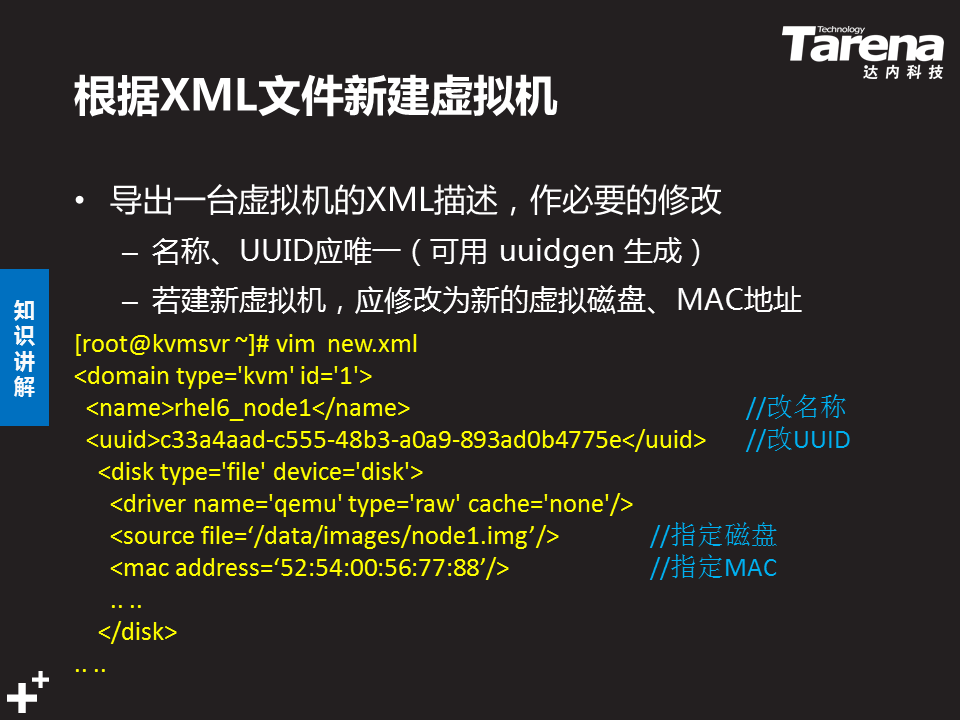 Technology
Tarena
达内科技
根据XML文件新建虚拟机
• 导出一台虚拟机的XML描述，作必要的修改
– 名称、UUID应唯一（可用 uuidgen 生成）
– 若建新虚拟机，应修改为新的虚拟磁盘、MAC地址
知识讲解
[root@kvmsvr ~]# vim  new.xml
<domain type='kvm' id='1'>
<name>rhel6_node1</name> //改名称
<uuid>c33a4aad-c555-48b3-a0a9-893ad0b4775e</uuid> //改UUID
<disk type='file' device='disk'>
<driver name='qemu' type='raw' cache='none'/>
<source file=‘/data/images/node1.img’/> //指定磁盘
<mac address=‘52:54:00:56:77:88’/> //指定MAC
.. ..
</disk>
.. ..